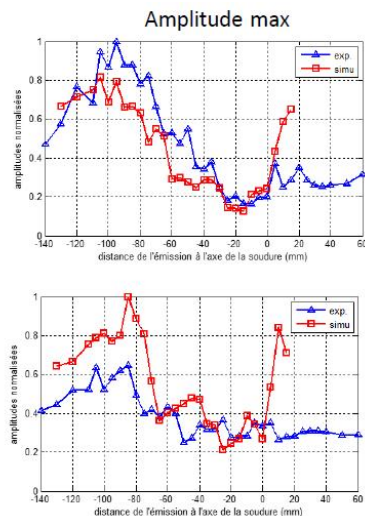 Amplitude max
amplitudes normalisées
1
0.8
0.6
0.4
0.2
0
exp.
simu
-140 -120 -100 -80 -60 -40 -20 0 20 40 60
distance de l'émission à l'axe de la soudure (mm)
amplitudes normalisées
1
0.8
0.6
0.4
0.2
0
exp.
simu
-140 -120 -100 -80 -60 -40 -20 0 20 40 60
distance de l'émission à l'axe de la soudure (mm)